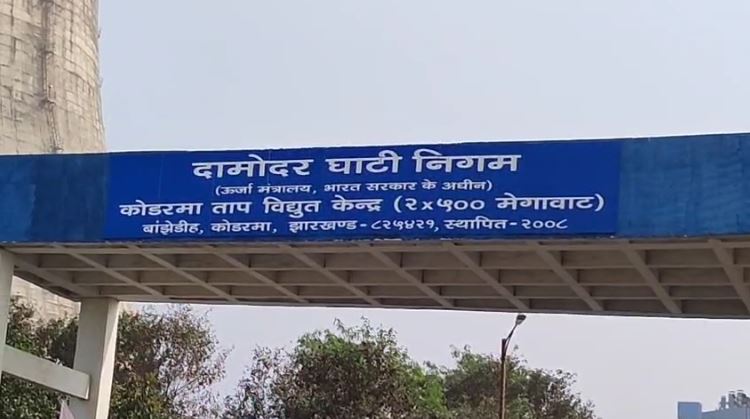 दामोदर घाटी निगम
(ऊर्जा मंत्रालय, भारत सरकार के अधीन)
कोडरमा ताप विद्युत केन्द्र (२x५०० मेगावाट)
बांझेडीह, कोडरमा, झारखण्ड-८२५४२१, स्थापित-२००८